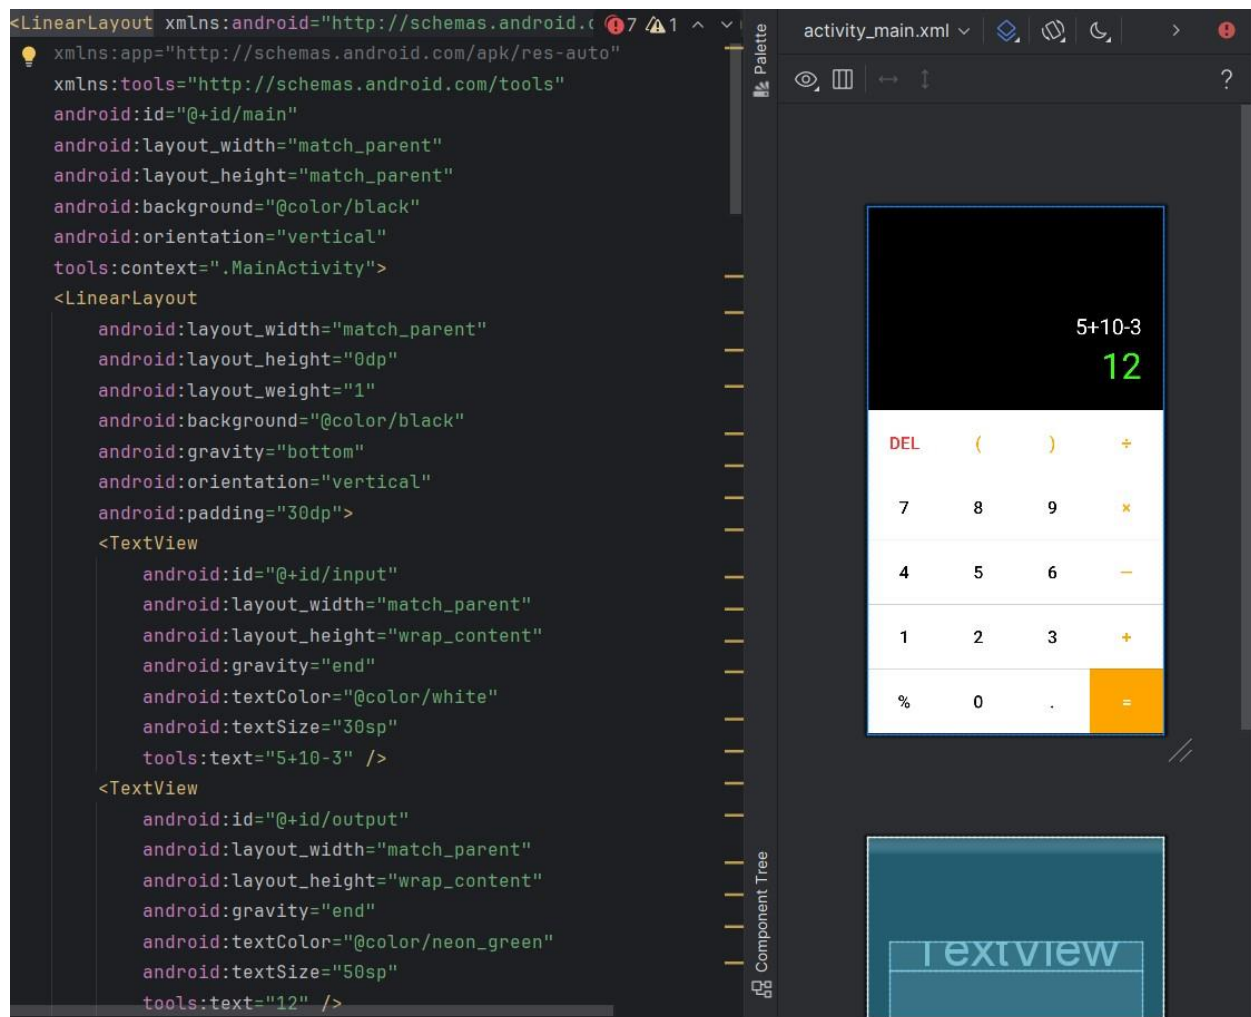 <LinearLayout xmlns:android="http://schemas.android.c 7 1
xmlns:app="http://schemas.android.com/apk/res-auto"
xmlns:tools="http://schemas.android.com/tools"
android:id="@+id/main"
android:layout_width="match_parent"
android:layout_height="match_parent"
android:background="@color/black"
android:orientation="vertical"
tools:context=".MainActivity">
<LinearLayout
android:layout_width="match_parent"
android:layout_height="0dp"
android:layout_weight="1"
android:background="@color/black"
android:gravity="bottom"
android:orientation="vertical"
android:padding="30dp">
<TextView
android:id="@+id/input"
android:layout_width="match_parent"
android:layout_height="wrap_content"
android:gravity="end"
android:textColor="@color/white"
android:textSize="30sp"
tools:text="5+10-3" />
<TextView
android:id="@+id/output"
android:layout_width="match_parent"
android:layout_height="wrap_content"
android:gravity="end"
android:textColor="@color/neon_green"
android:textSize="50sp"
tools:text="12" />
Palette
Component Tree
activity_main.xml
?
5+10-3
12
DEL ( ) ÷
7 8 9 ×
4 5 6 —
1 2 3 +
% 0 . =
TextView